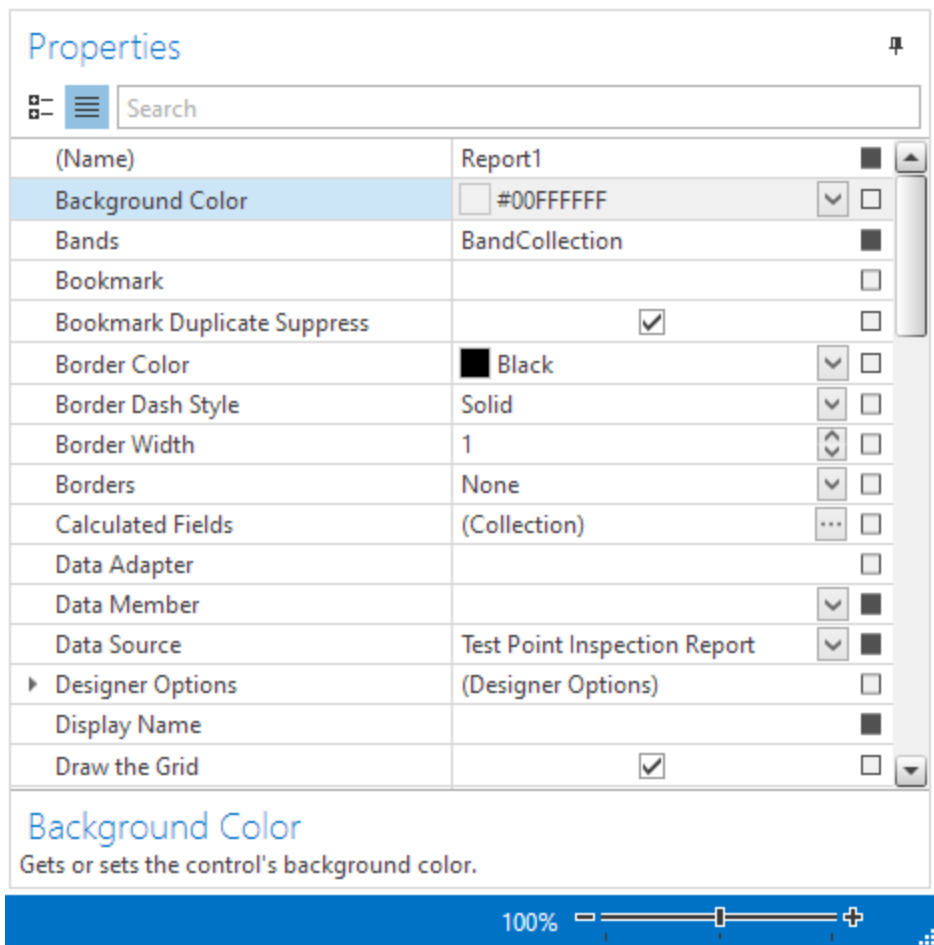 Properties
Search
(Name) Report1
Background Color #00FFFFFF
Bands BandCollection
Bookmark
Bookmark Duplicate Suppress
Border Color Black
Border Dash Style Solid
Border Width 1
Borders None
Calculated Fields (Collection)
Data Adapter
Data Member
Data Source Test Point Inspection Report
Designer Options (Designer Options)
Display Name
Draw the Grid
Background Color
Gets or sets the control's background color.
100%